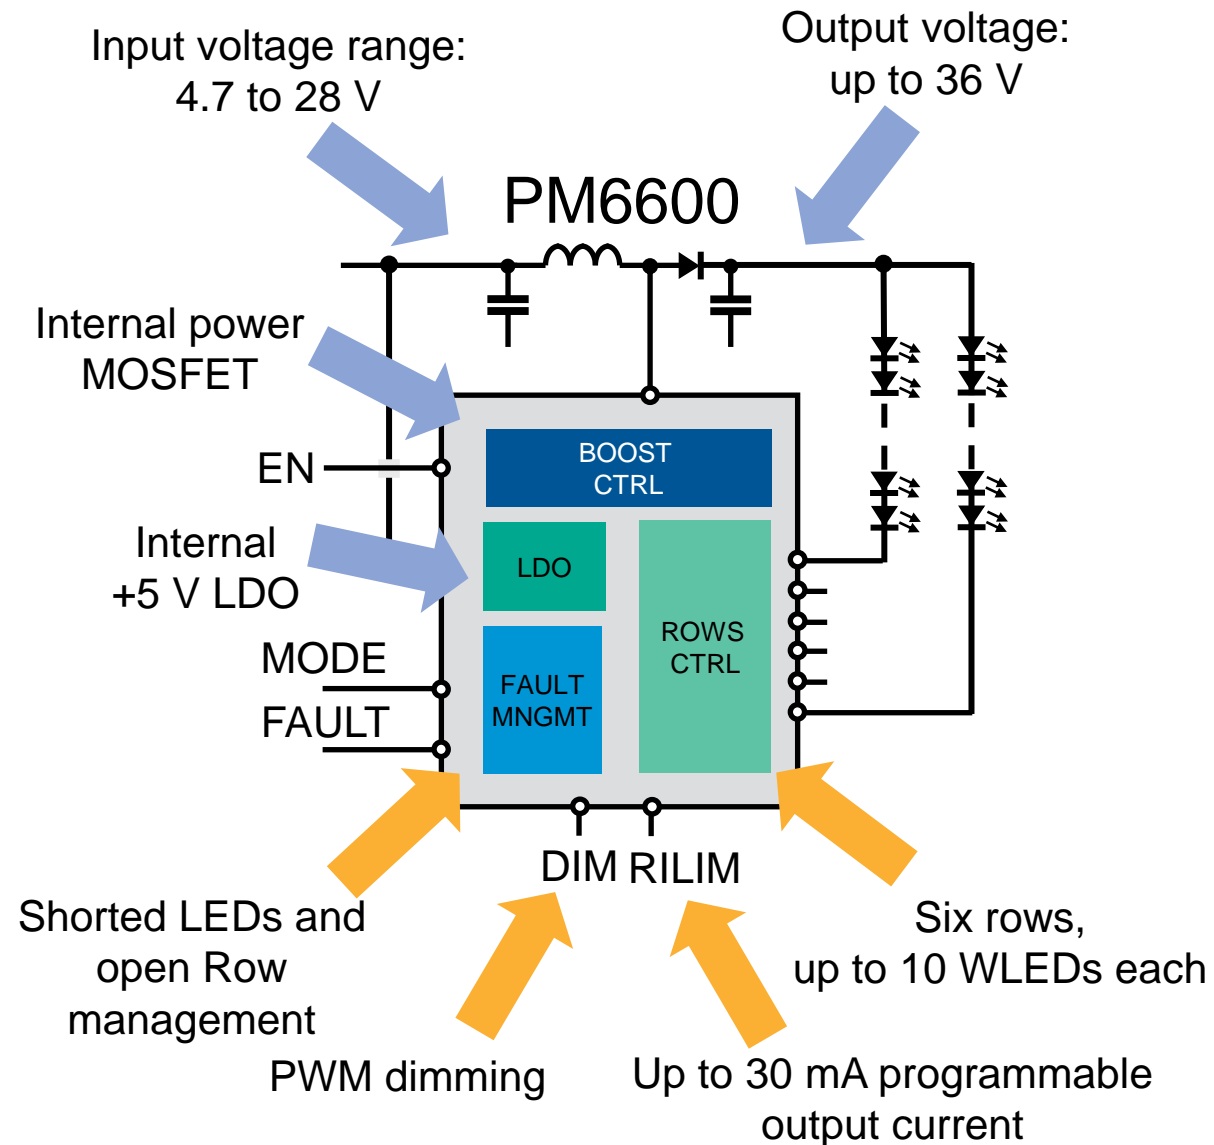 Input voltage range:
4.7 to 28 V
Output voltage:
up to 36 V
PM6600
Internal power
MOSFET
EN
BOOST
CTRL
Internal
+5 V LDO
LDO
ROWS
CTRL
MODE
FAULT
FAULT
MNGMT
DIM
RILIM
Shorted LEDs and
open Row
management
Six rows,
up to 10 WLEDs each
PWM dimming
Up to 30 mA programmable
output current